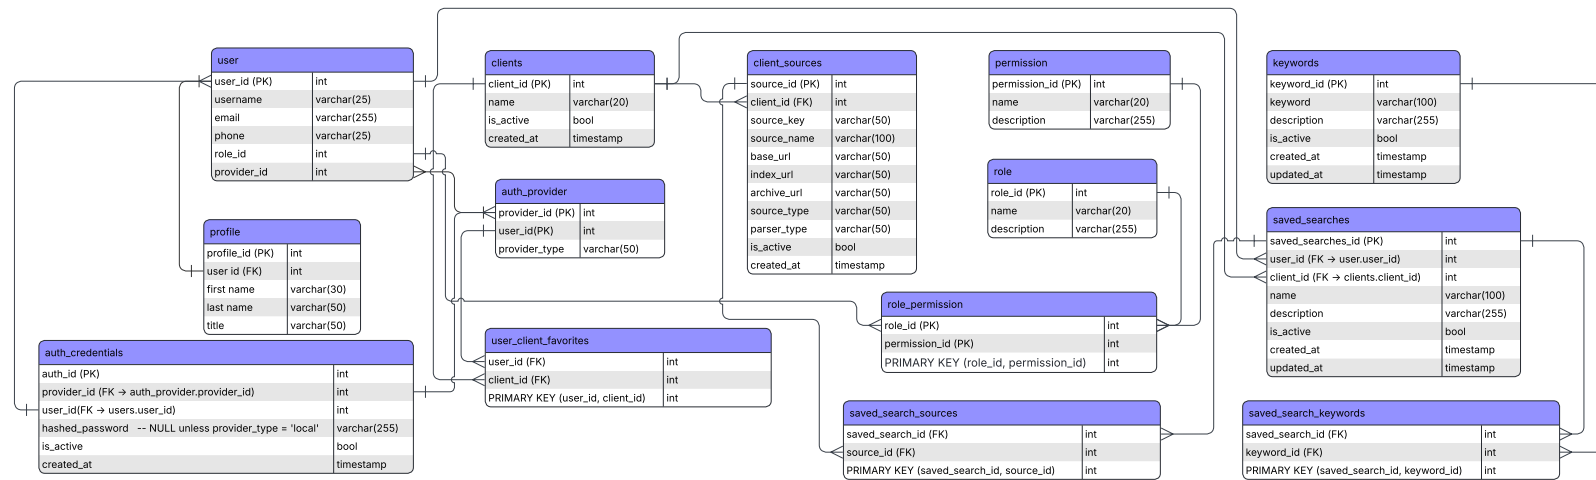 user
user_id (PK) int
username varchar(25)
email varchar(255)
phone varchar(25)
role_id int
provider_id int
profile
profile_id (PK) int
user id (FK) int
first name varchar(30)
last name varchar(50)
title varchar(50)
auth_credentials
auth_id (PK) int
provider_id (FK → auth_provider.provider_id) int
user_id(FK → users.user_id) int
hashed_password -- NULL unless provider_type = 'local' varchar(255)
is_active bool
created_at timestamp
clients
client_id (PK) int
name varchar(20)
is_active bool
created_at timestamp
auth_provider
provider_id (PK) int
user_id(PK) int
provider_type varchar(50)
user_client_favorites
user_id (FK) int
client_id (FK) int
PRIMARY KEY (user_id, client_id) int
client_sources
source_id (PK) int
client_id (FK) int
source_key varchar(50)
source_name varchar(100)
base_url varchar(50)
index_url varchar(50)
archive_url varchar(50)
source_type varchar(50)
parser_type varchar(50)
is_active bool
created_at timestamp
permission
permission_id (PK) int
name varchar(20)
description varchar(255)
role
role_id (PK) int
name varchar(20)
description varchar(255)
role_permission
role_id (PK) int
permission_id (PK) int
PRIMARY KEY (role_id, permission_id) int
saved_search_sources
saved_search_id (FK) int
source_id (FK) int
PRIMARY KEY (saved_search_id, source_id) int
keywords
keyword_id (PK) int
keyword varchar(100)
description varchar(255)
is_active bool
created_at timestamp
updated_at timestamp
saved_searches
saved_searches_id (PK) int
user_id (FK → user.user_id) int
client_id (FK → clients.client_id) int
name varchar(100)
description varchar(255)
is_active bool
created_at timestamp
updated_at timestamp
saved_search_keywords
saved_search_id (FK) int
keyword_id (FK) int
PRIMARY KEY (saved_search_id, keyword_id) int